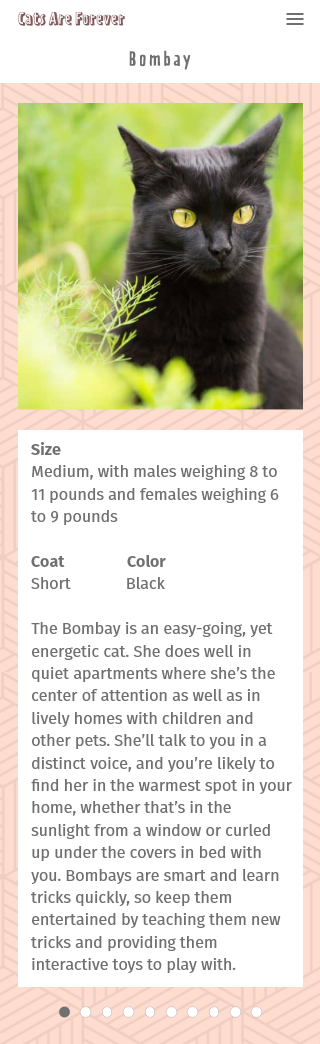 Cats Are Forever
Bombay
Size
Medium, with males weighing 8 to
11 pounds and females weighing 6
to 9 pounds
Coat Color
Short Black
The Bombay is an easy-going, yet
energetic cat. She does well in
quiet apartments where she’s the
center of attention as well as in
lively homes with children and
other pets. She’ll talk to you in a
distinct voice, and you’re likely to
find her in the warmest spot in your
home, whether that’s in the
sunlight from a window or curled
up under the covers in bed with
you. Bombays are smart and learn
tricks quickly, so keep them
entertained by teaching them new
tricks and providing them
interactive toys to play with.